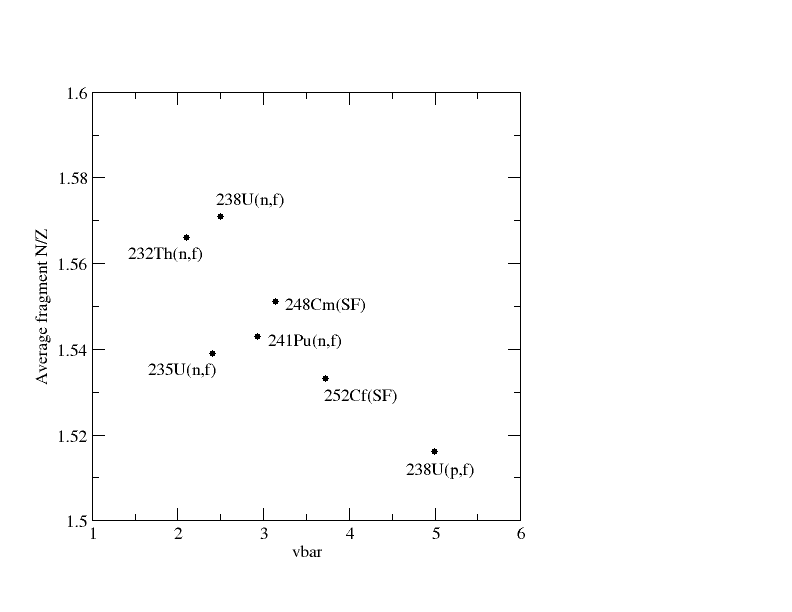 1.6
1.58
238U(n,f)
232Th(n,f)
1.56
248Cm(SF)
241Pu(n,f)
1.54
235U(n,f)
252Cf(SF)
1.52
238U(p,f)
1.5
1 2 3 4 5 6
vbar
Average fragment N/Z